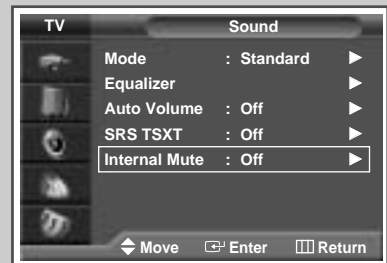 TV Sound
Mode : Standard
Equalizer
Auto Volume : Off
SRS TSXT : Off
Internal Mute : Off
Move Enter Return